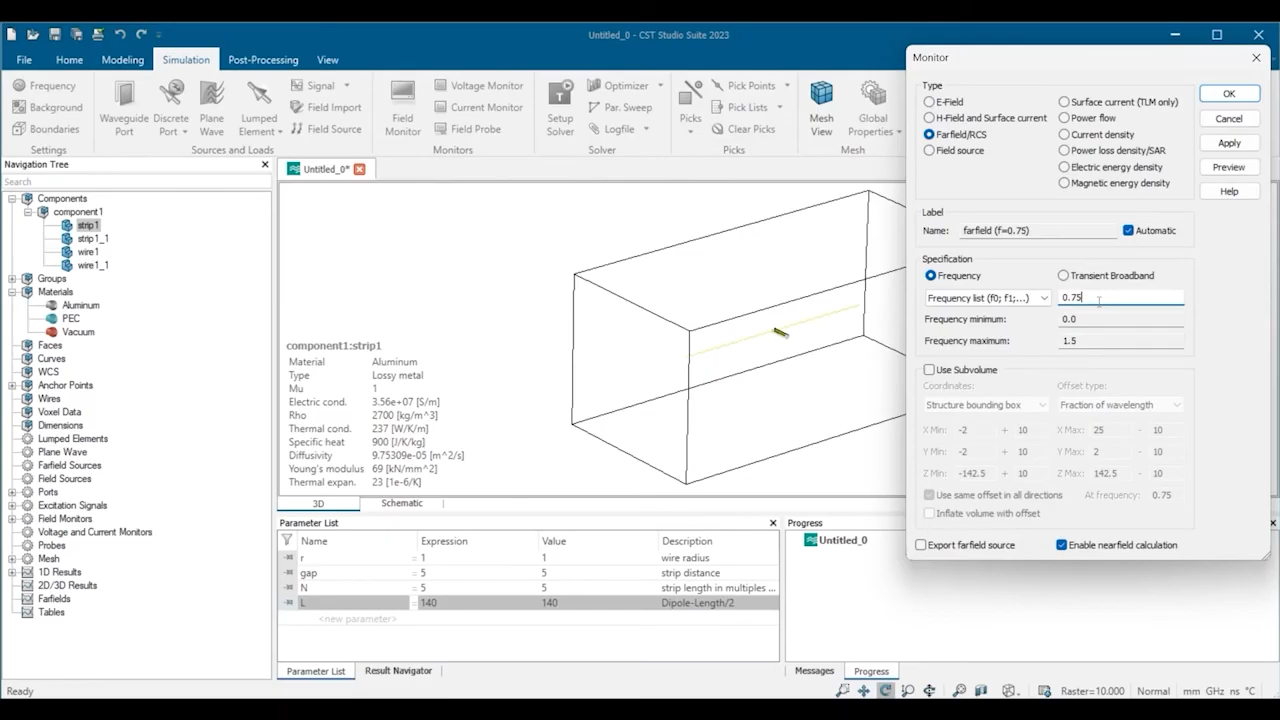 Untitled_0 - CST Studio Suite 2023
File Home Modeling Simulation Post-Processing View
Frequency
Background
Boundaries
Settings
Waveguide Port
Discrete Port
Plane Wave
Lumped Element
Signal
Field Import
Field Source
Sources and Loads
Field Monitor
Voltage Monitor
Current Monitor
Field Probe
Monitors
Setup Solver
Optimizer
Par. Sweep
Logfile
Solver
Picks
Pick Points
Pick Lists
Clear Picks
Picks
Mesh View
Global Properties
Mesh
Navigation Tree
Search
Components
component1
strip1
strip1_1
wire1
wire1_1
Groups
Materials
Aluminum
PEC
Vacuum
Faces
Curves
WCS
Anchor Points
Wires
Voxel Data
Dimensions
Lumped Elements
Plane Wave
Farfield Sources
Field Sources
Ports
Excitation Signals
Field Monitors
Voltage and Current Monitors
Probes
Mesh
1D Results
2D/3D Results
Farfields
Tables
Untitled_0*
component1:strip1
Material Aluminum
Type Lossy metal
Mu 1
Electric cond. 3.56e+07 [S/m]
Rho 2700 [kg/m^3]
Thermal cond. 237 [W/K/m]
Specific heat 900 [J/K/kg]
Diffusivity 9.75309e-05 [m^2/s]
Young's modulus 69 [kN/mm^2]
Thermal expan. 23 [1e-6/K]
3D Schematic
Parameter List
Name Expression Value Description
r = 1 1 wire radius
gap = 5 5 strip distance
N = 5 5 strip length in multiples ...
L = 140 140 Dipole-Length/2
<new parameter>
Parameter List Result Navigator
Progress
Untitled_0
Messages Progress
Monitor
Type
E-Field
H-Field and Surface current
Farfield/RCS
Field source
Surface current (TLM only)
Power flow
Current density
Power loss density/SAR
Electric energy density
Magnetic energy density
OK
Cancel
Apply
Preview
Help
Label
Name: farfield (f=0.75) Automatic
Specification
Frequency Transient Broadband
Frequency list (f0; f1;...) 0.75
Frequency minimum: 0.0
Frequency maximum: 1.5
Use Subvolume
Coordinates: Offset type:
Structure bounding box Fraction of wavelength
X Min: -2 + 10 X Max: 25 - 10
Y Min: -2 + 10 Y Max: 2 - 10
Z Min: -142.5 + 10 Z Max: 142.5 - 10
Use same offset in all directions At frequency: 0.75
Inflate volume with offset
Export farfield source Enable nearfield calculation
Ready
Raster=10.000 Normal mm GHz ns °C